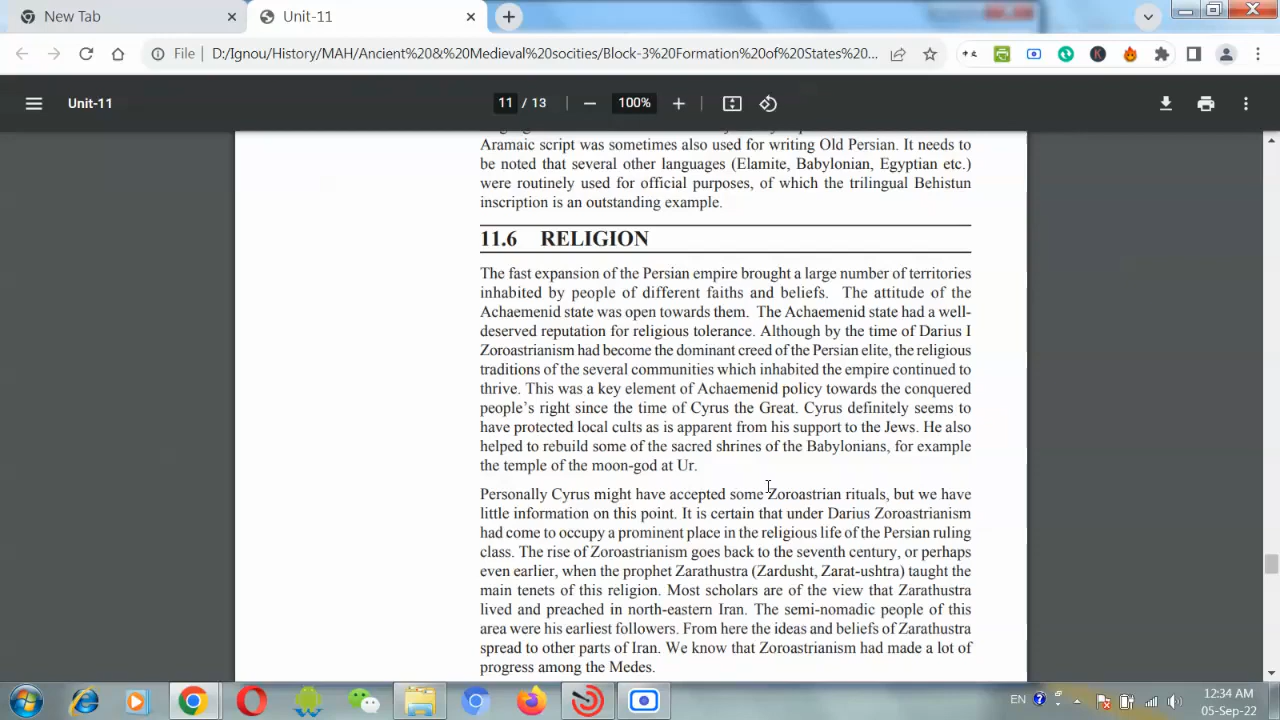 New Tab
Unit-11
File
D:/Ignou/History/MAH/Ancient%20&%20Medieval%20socities/Block-3%20Formation%20of%20States%20...
Unit-11
11 / 13
100%
Aramaic script was sometimes also used for writing Old Persian. It needs to
be noted that several other languages (Elamite, Babylonian, Egyptian etc.)
were routinely used for official purposes, of which the trilingual Behistun
inscription is an outstanding example.
11.6 RELIGION
The fast expansion of the Persian empire brought a large number of territories
inhabited by people of different faiths and beliefs. The attitude of the
Achaemenid state was open towards them. The Achaemenid state had a well-
deserved reputation for religious tolerance. Although by the time of Darius I
Zoroastrianism had become the dominant creed of the Persian elite, the religious
traditions of the several communities which inhabited the empire continued to
thrive. This was a key element of Achaemenid policy towards the conquered
people's right since the time of Cyrus the Great. Cyrus definitely seems to
have protected local cults as is apparent from his support to the Jews. He also
helped to rebuild some of the sacred shrines of the Babylonians, for example
the temple of the moon-god at Ur.
Personally Cyrus might have accepted some Zoroastrian rituals, but we have
little information on this point. It is certain that under Darius Zoroastrianism
had come to occupy a prominent place in the religious life of the Persian ruling
class. The rise of Zoroastrianism goes back to the seventh century, or perhaps
even earlier, when the prophet Zarathustra (Zardusht, Zarat-ushtra) taught the
main tenets of this religion. Most scholars are of the view that Zarathustra
lived and preached in north-eastern Iran. The semi-nomadic people of this
area were his earliest followers. From here the ideas and beliefs of Zarathustra
spread to other parts of Iran. We know that Zoroastrianism had made a lot of
progress among the Medes.
EN
12:34 AM
05-Sep-22